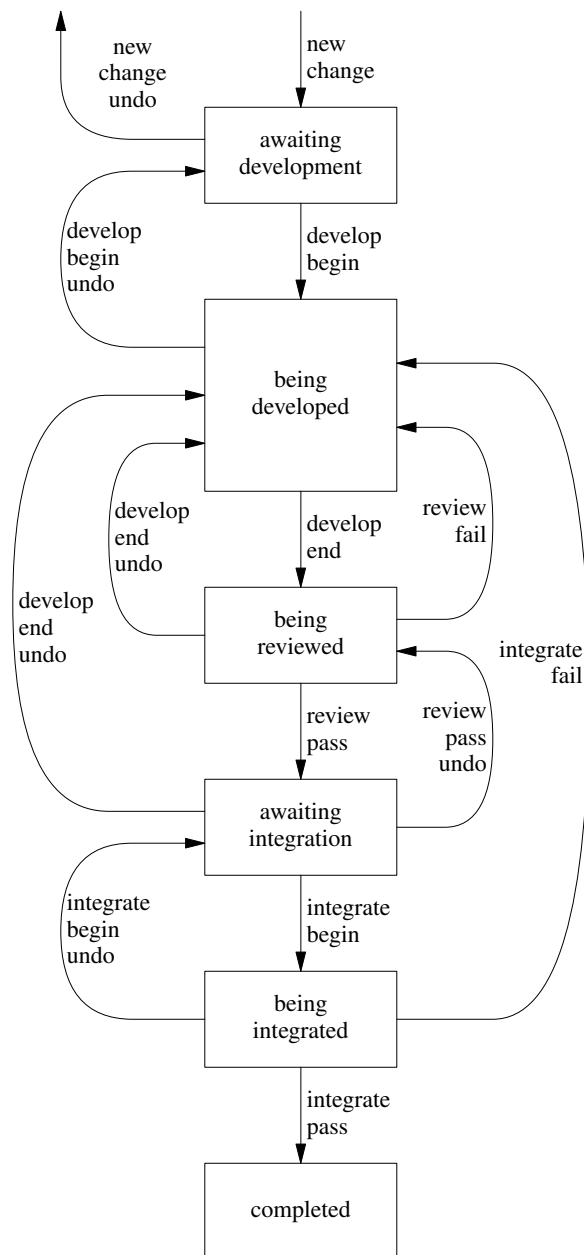 new
change
undo
new
change
awaiting
development
develop
begin
undo
develop
begin
being
developed
develop
end
undo
develop
end
review
fail
develop
end
undo
being
reviewed
integrate
fail
review
pass
review
pass
undo
awaiting
integration
integrate
begin
undo
integrate
begin
being
integrated
integrate
pass
completed